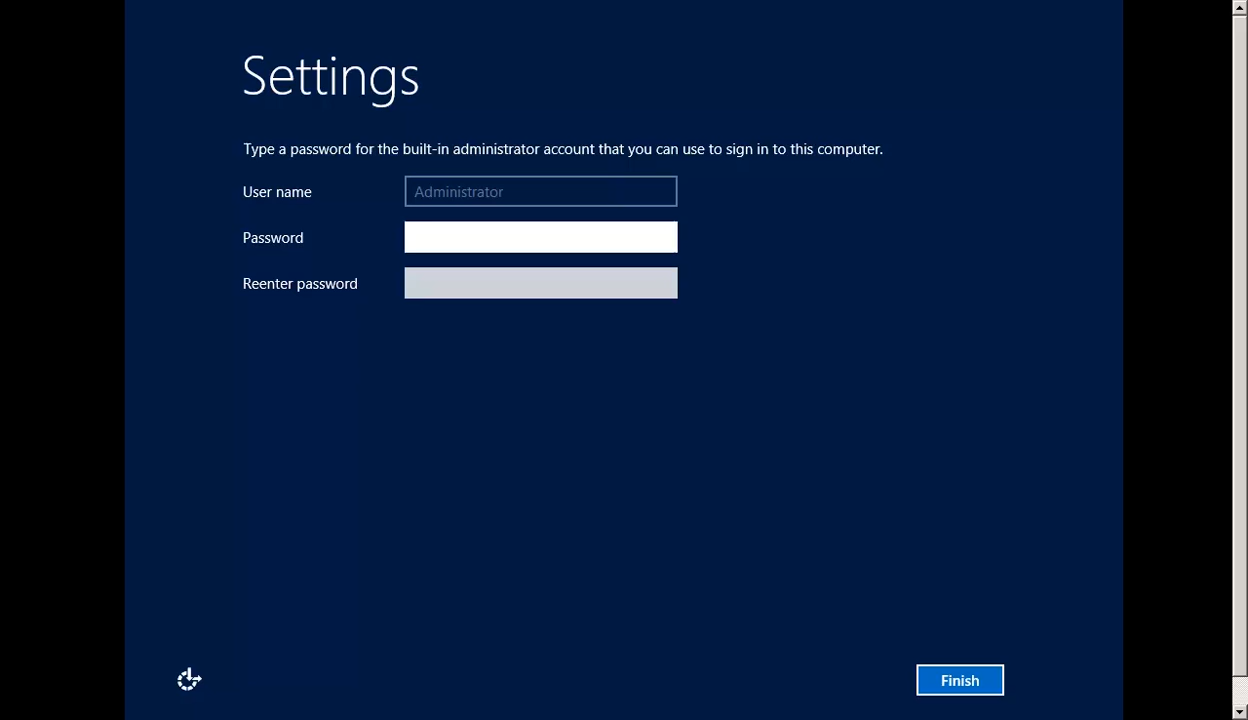 Settings
Type a password for the built-in administrator account that you can use to sign in to this computer.
User name
Administrator
Password
Reenter password
Finish